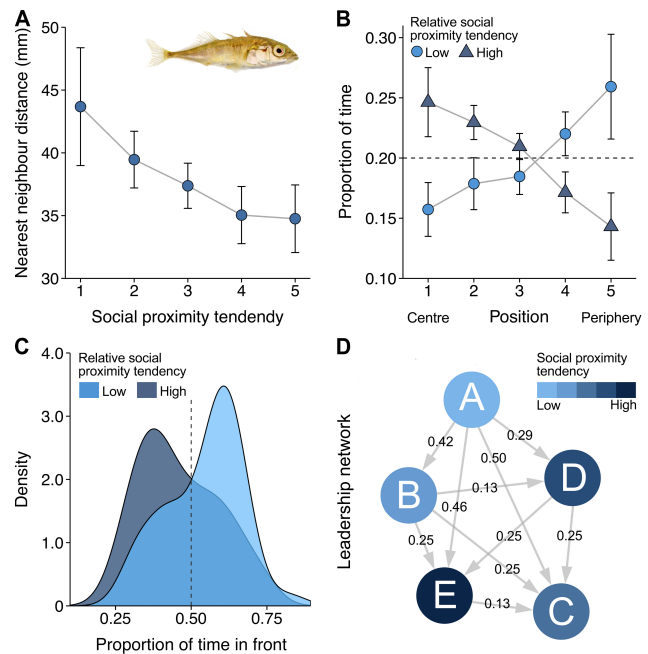 A
50
45
40
35
30
Nearest neighbour distance (mm)
1 2 3 4 5
Social proximity tendendy
B
Relative social
proximity tendency
Low High
0.30
0.25
0.20
0.15
0.10
Proportion of time
1 2 3 4 5
Centre Position Periphery
C
Relative social
proximity tendency
Low High
4.0
3.0
2.0
1.0
0
Density
0.25 0.50 0.75
Proportion of time in front
D
Social proximity
tendency
Low High
Leadership network
A
0.42
0.29
0.50
D
B
0.13
0.46
0.25
0.25
0.25
0.25
E
0.13
C